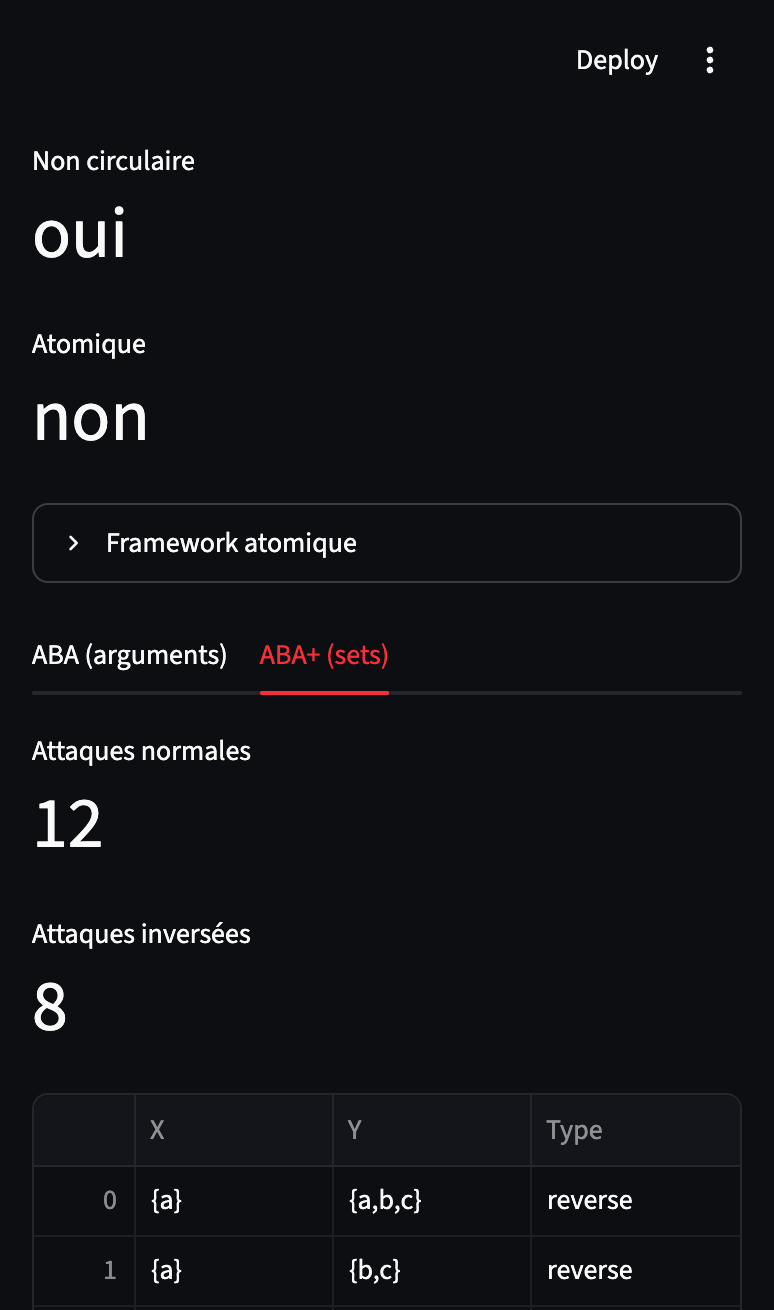 Deploy
Non circulaire
oui
Atomique
non
Framework atomique
ABA (arguments) ABA+ (sets)
Attaques normales
12
Attaques inversées
8
X Y Type
0 {a} {a,b,c} reverse
1 {a} {b,c} reverse